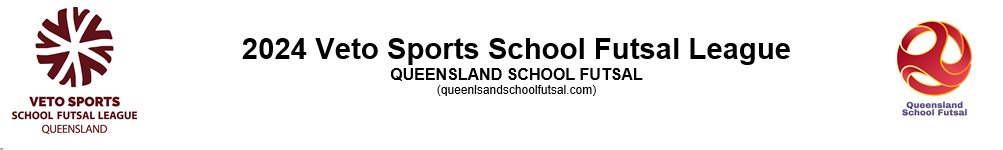 VETO SPORTS
SCHOOL FUTSAL LEAGUE
QUEENSLAND
2024 Veto Sports School Futsal League
QUEENSLAND SCHOOL FUTSAL
(queenlsandschoolfutsal.com)
Queensland
School Futsal